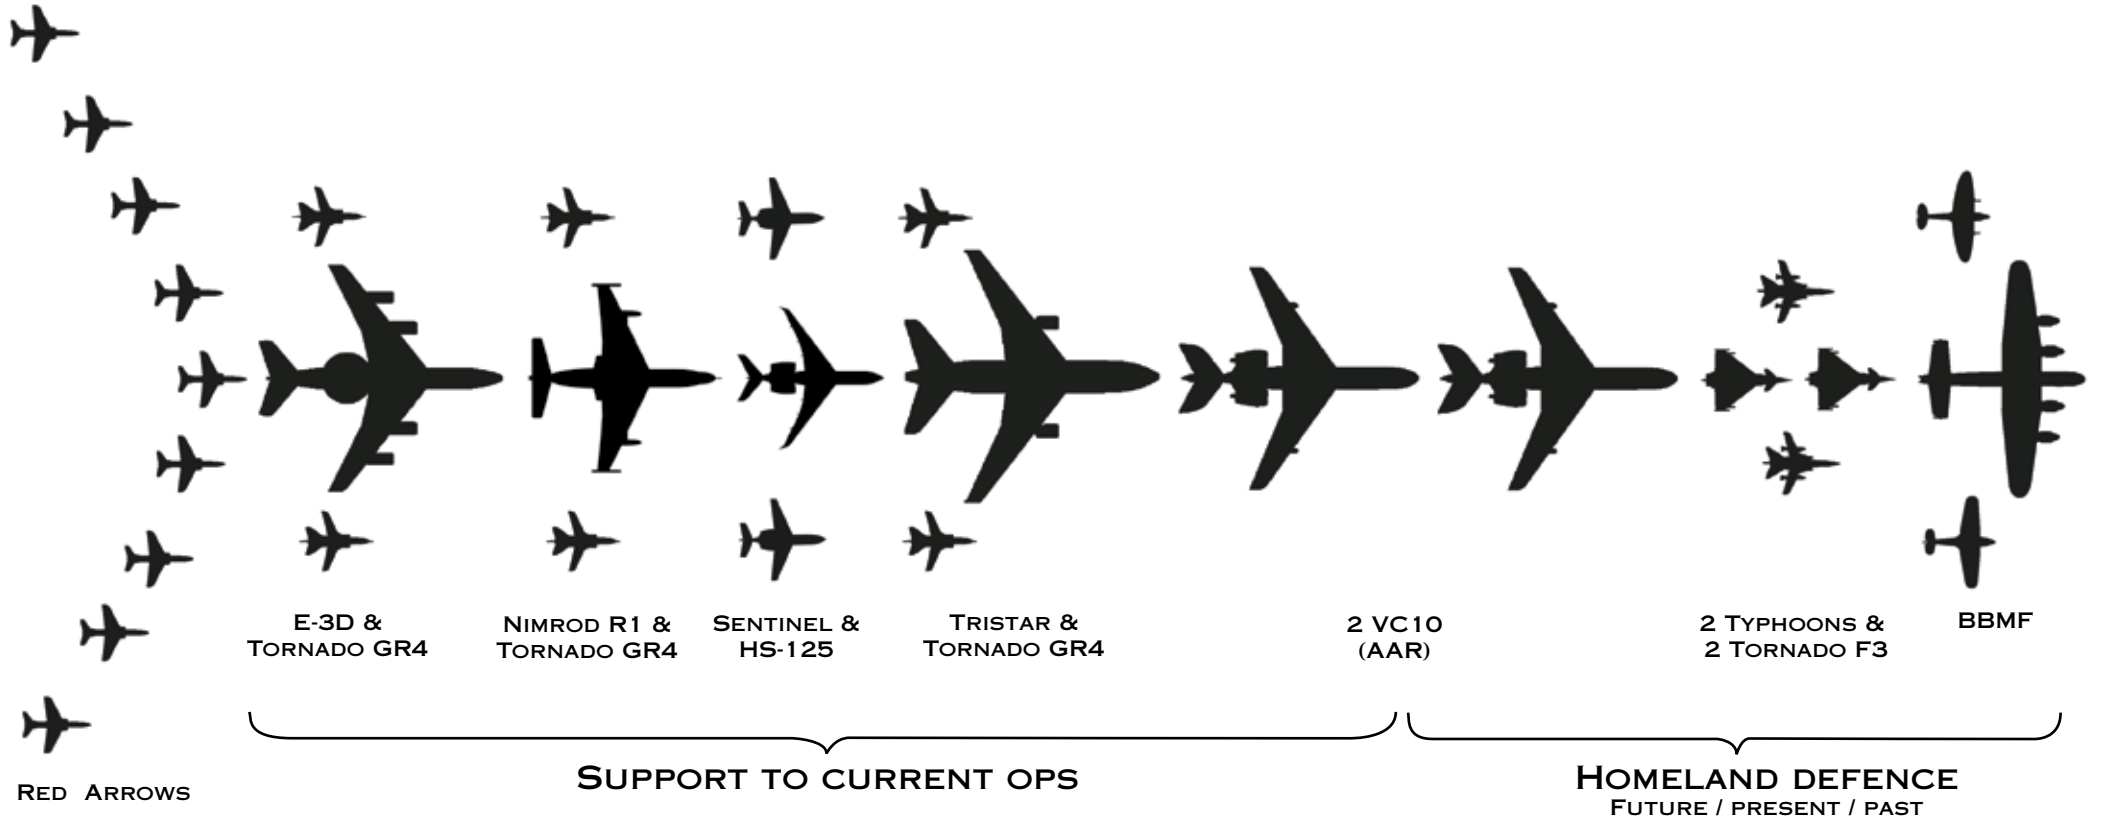 E-3D &
Tornado GR4
Nimrod R1 &
Tornado GR4
Sentinel &
HS-125
Tristar &
Tornado GR4
2 VC10
(AAR)
2 Typhoons &
2 Tornado F3
BBMF
Support to current ops
Homeland defence
Future / present / past
Red Arrows